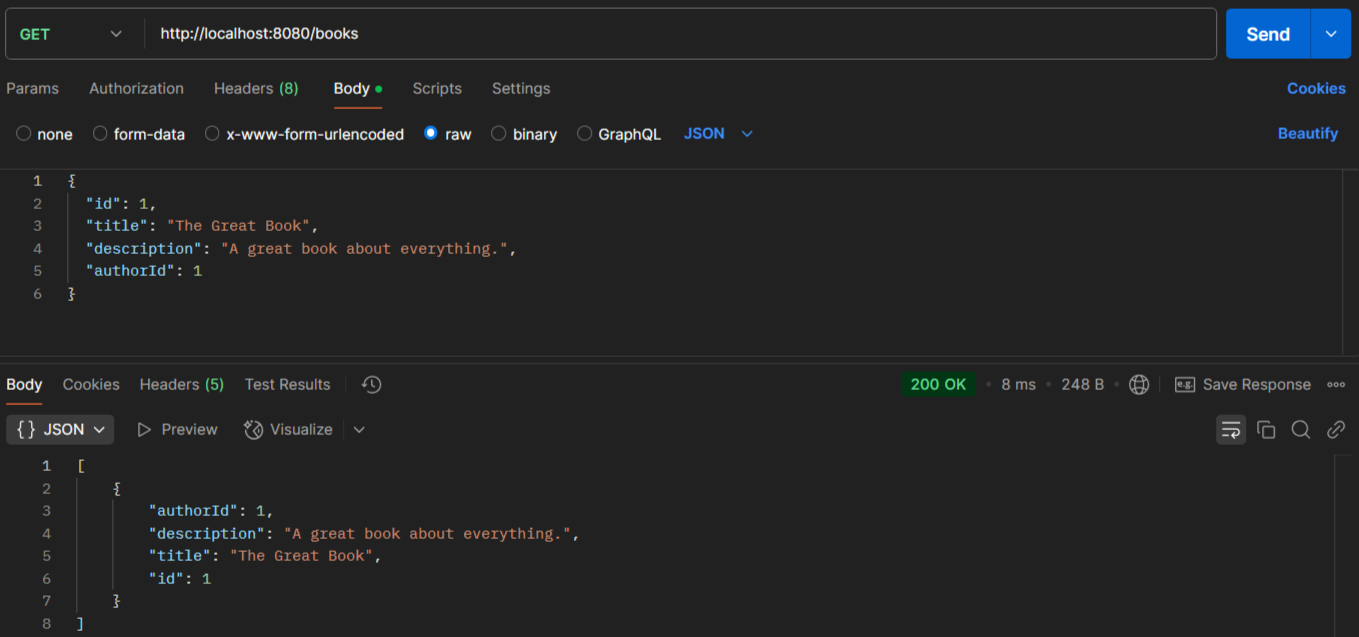 GET http://localhost:8080/books Send
Params Authorization Headers (8) Body Scripts Settings Cookies
none form-data x-www-form-urlencoded raw binary GraphQL JSON Beautify
1 {
2 "id": 1,
3 "title": "The Great Book",
4 "description": "A great book about everything.",
5 "authorId": 1
6 }
Body Cookies Headers (5) Test Results 200 OK • 8 ms • 248 B • e.g. Save Response
{} JSON Preview Visualize
1 [
2 {
3 "authorId": 1,
4 "description": "A great book about everything.",
5 "title": "The Great Book",
6 "id": 1
7 }
8 ]